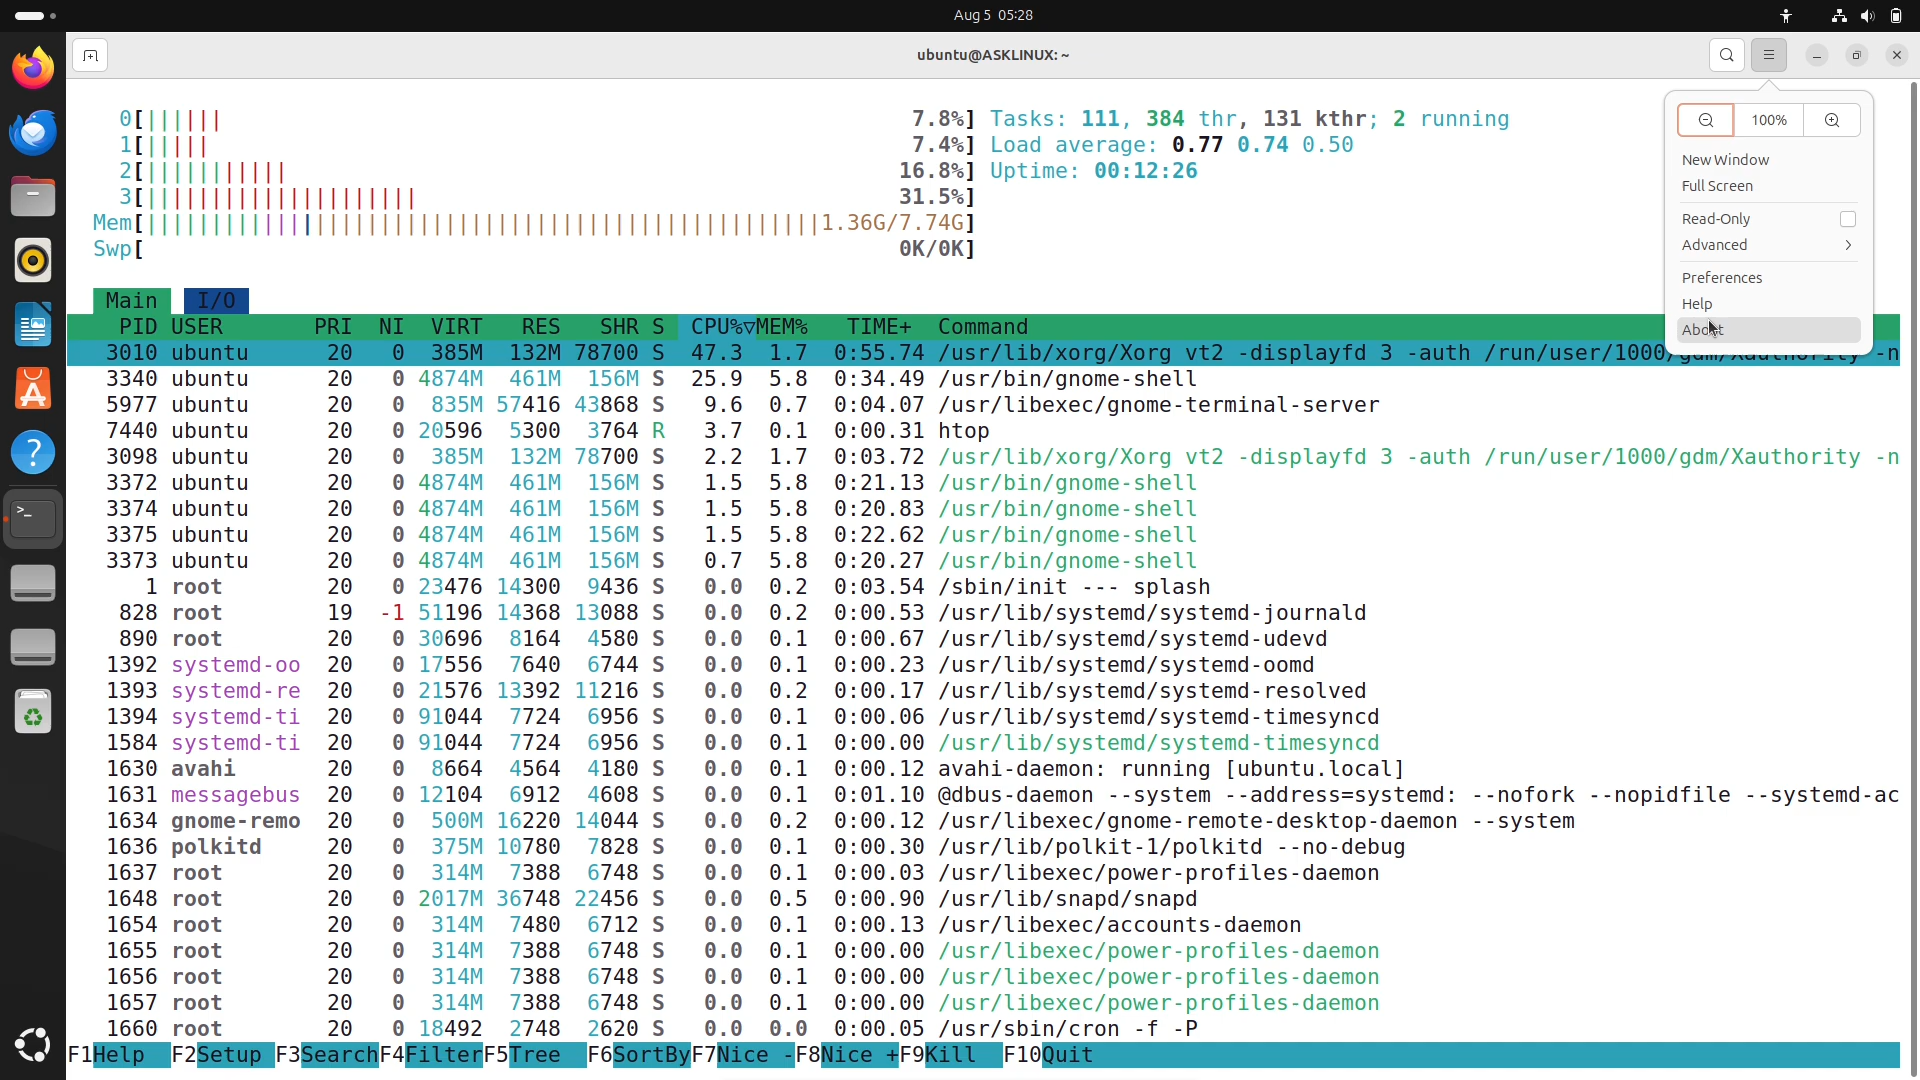 Aug 5 05:28
ubuntu@ASKLINUX: ~
100%
New Window
Full Screen
Read-Only
Advanced
Preferences
Help
About
0[||||||| 7.8%] Tasks: 111, 384 thr, 131 kthr; 2 running
1[||||| 7.4%] Load average: 0.77 0.74 0.50
2[||||||||||| 16.8%] Uptime: 00:12:26
3[||||||||||||||||||||| 31.5%]
Mem[||||||||||||||||||||||||||||||||||||||||||||||||||||1.36G/7.74G]
Swp[ 0K/0K]
Main I/O
PID USER PRI NI VIRT RES SHR S CPU%▽MEM% TIME+ Command
3010 ubuntu 20 0 385M 132M 78700 S 47.3 1.7 0:55.74 /usr/lib/xorg/Xorg vt2 -displayfd 3 -auth /run/user/1000/gdm/Xauthority -n
3340 ubuntu 20 0 4874M 461M 156M S 25.9 5.8 0:34.49 /usr/bin/gnome-shell
5977 ubuntu 20 0 835M 57416 43868 S 9.6 0.7 0:04.07 /usr/libexec/gnome-terminal-server
7440 ubuntu 20 0 20596 5300 3764 R 3.7 0.1 0:00.31 htop
3098 ubuntu 20 0 385M 132M 78700 S 2.2 1.7 0:03.72 /usr/lib/xorg/Xorg vt2 -displayfd 3 -auth /run/user/1000/gdm/Xauthority -n
3372 ubuntu 20 0 4874M 461M 156M S 1.5 5.8 0:21.13 /usr/bin/gnome-shell
3374 ubuntu 20 0 4874M 461M 156M S 1.5 5.8 0:20.83 /usr/bin/gnome-shell
3375 ubuntu 20 0 4874M 461M 156M S 1.5 5.8 0:22.62 /usr/bin/gnome-shell
3373 ubuntu 20 0 4874M 461M 156M S 0.7 5.8 0:20.27 /usr/bin/gnome-shell
1 root 20 0 23476 14300 9436 S 0.0 0.2 0:03.54 /sbin/init --- splash
828 root 19 -1 51196 14368 13088 S 0.0 0.2 0:00.53 /usr/lib/systemd/systemd-journald
890 root 20 0 30696 8164 4580 S 0.0 0.1 0:00.67 /usr/lib/systemd/systemd-udevd
1392 systemd-oo 20 0 17556 7640 6744 S 0.0 0.1 0:00.23 /usr/lib/systemd/systemd-oomd
1393 systemd-re 20 0 21576 13392 11216 S 0.0 0.2 0:00.17 /usr/lib/systemd/systemd-resolved
1394 systemd-ti 20 0 91044 7724 6956 S 0.0 0.1 0:00.06 /usr/lib/systemd/systemd-timesyncd
1584 systemd-ti 20 0 91044 7724 6956 S 0.0 0.1 0:00.00 /usr/lib/systemd/systemd-timesyncd
1630 avahi 20 0 8664 4564 4180 S 0.0 0.1 0:00.12 avahi-daemon: running [ubuntu.local]
1631 messagebus 20 0 12104 6912 4608 S 0.0 0.1 0:01.10 @dbus-daemon --system --address=systemd: --nofork --nopidfile --systemd-ac
1634 gnome-remo 20 0 500M 16220 14044 S 0.0 0.2 0:00.12 /usr/libexec/gnome-remote-desktop-daemon --system
1636 polkitd 20 0 375M 10780 7828 S 0.0 0.1 0:00.30 /usr/lib/polkit-1/polkitd --no-debug
1637 root 20 0 314M 7388 6748 S 0.0 0.1 0:00.03 /usr/libexec/power-profiles-daemon
1648 root 20 0 2017M 36748 22456 S 0.0 0.5 0:00.90 /usr/lib/snapd/snapd
1654 root 20 0 314M 7480 6712 S 0.0 0.1 0:00.13 /usr/libexec/accounts-daemon
1655 root 20 0 314M 7388 6748 S 0.0 0.1 0:00.00 /usr/libexec/power-profiles-daemon
1656 root 20 0 314M 7388 6748 S 0.0 0.1 0:00.00 /usr/libexec/power-profiles-daemon
1657 root 20 0 314M 7388 6748 S 0.0 0.1 0:00.00 /usr/libexec/power-profiles-daemon
1660 root 20 0 18492 2748 2620 S 0.0 0.0 0:00.05 /usr/sbin/cron -f -P
F1Help F2Setup F3SearchF4FilterF5Tree F6SortByF7Nice -F8Nice +F9Kill F10Quit